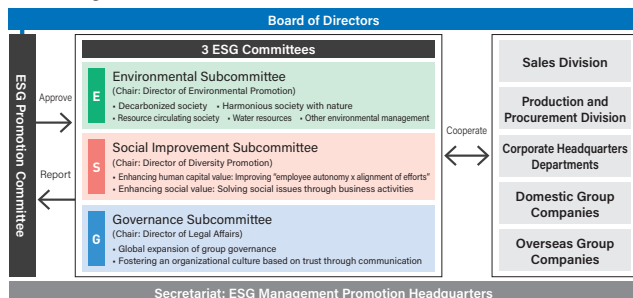 Board of Directors
ESG Promotion Committee
Approve
Report
3 ESG Committees
E
Environmental Subcommittee
(Chair: Director of Environmental Promotion)
• Decarbonized society • Harmonious society with nature
• Resource circulating society • Water resources • Other environmental management
S
Social Improvement Subcommittee
(Chair: Director of Diversity Promotion)
• Enhancing human capital value: Improving "employee autonomy x alignment of efforts"
• Enhancing social value: Solving social issues through business activities
G
Governance Subcommittee
(Chair: Director of Legal Affairs)
• Global expansion of group governance
• Fostering an organizational culture based on trust through communication
Cooperate
Sales Division
Production and
Procurement Division
Corporate Headquarters
Departments
Domestic Group
Companies
Overseas Group
Companies
Secretariat: ESG Management Promotion Headquarters